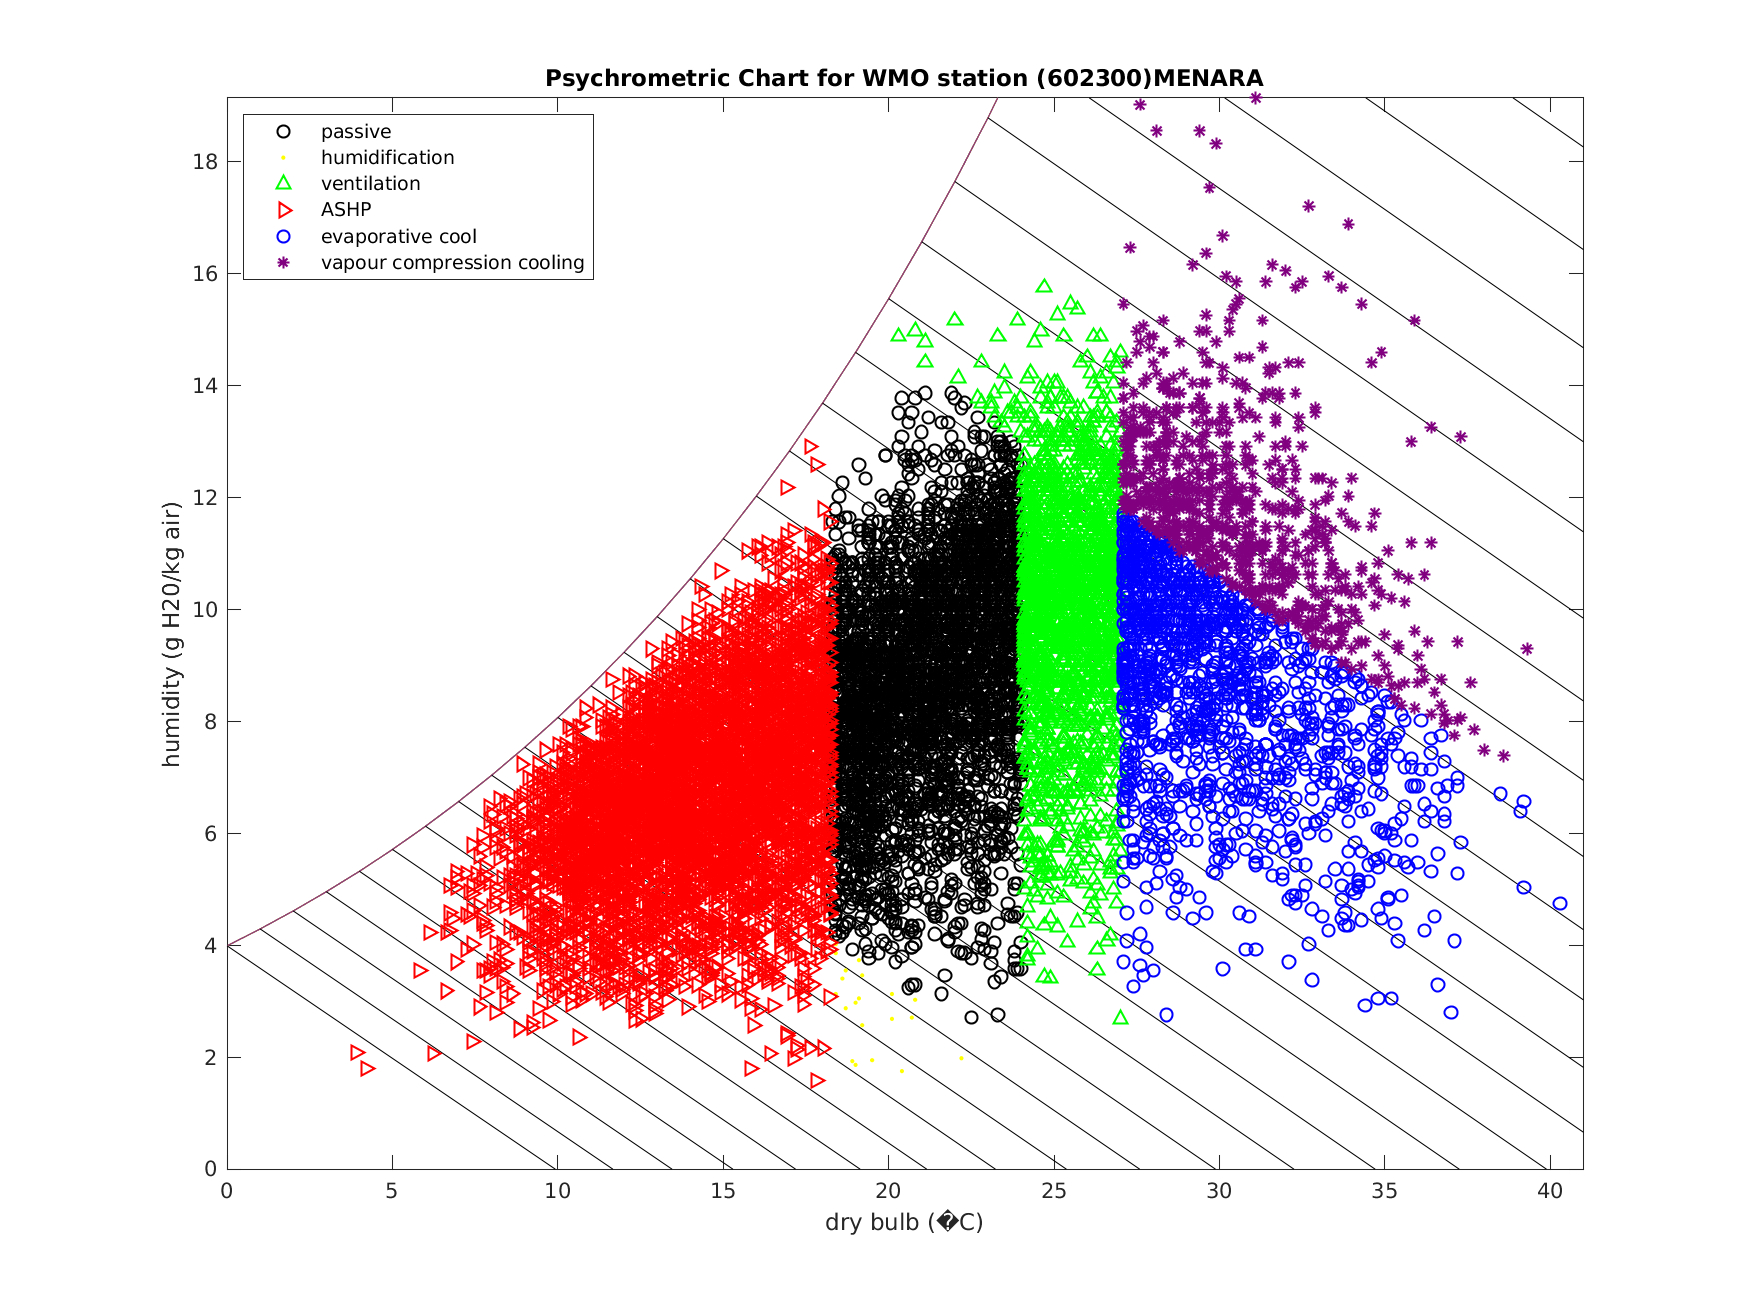 Psychrometric Chart for WMO station (602300)MENARA
passive
humidification
ventilation
ASHP
evaporative cool
vapour compression cooling
humidity (g H20/kg air)
18
16
14
12
10
8
6
4
2
0
0 5 10 15 20 25 30 35 40
dry bulb (�C)